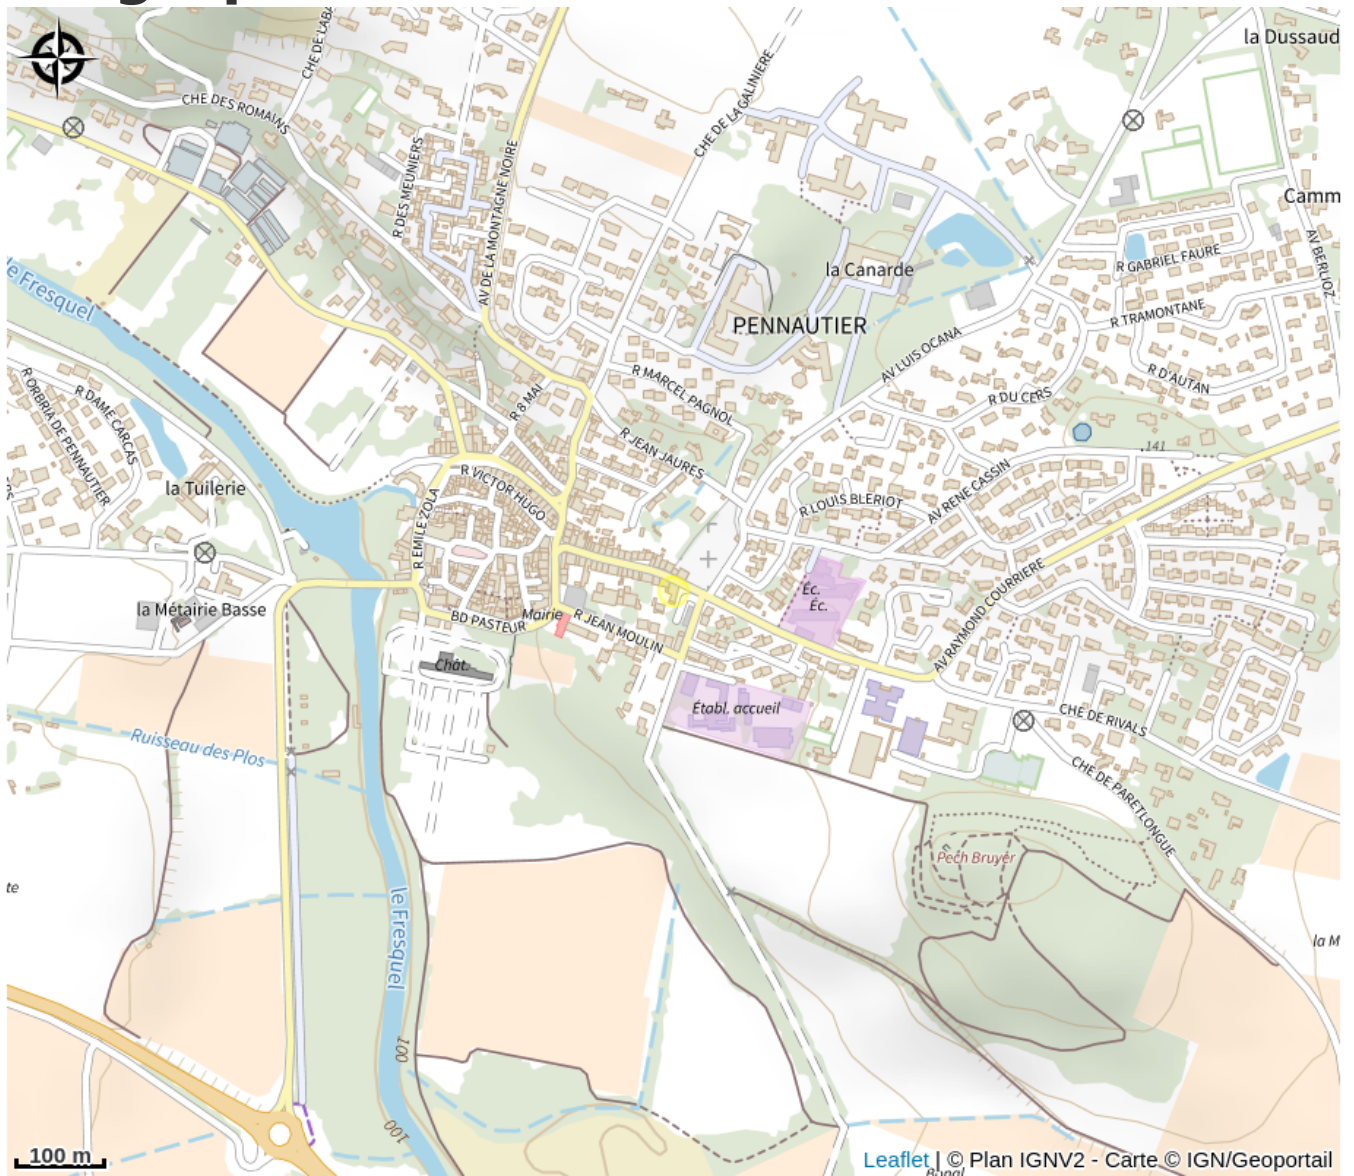 la Dussaud
CHE DE LABA
CHE DE LA GALINIERE
CHE DES ROMAINS
R DES MEUNIERS
AV DE LA MONTAGNE NOIRE
Camm
AV BERLIOZ
R GABRIEL FAURE
la Canarde
le Fresquel
R TRAMONTANE
PENNAUTIER
AV LUIS OCANA
R MARCEL PAGNOL
R D'AUTAN
R DU CERS
R 8 MAI
R ORBRIA DE PENNAUTIER
R DAME CARCAS
R JEAN JAURES
141
R VICTOR HUGO
AV RENE CASSIN
la Tuilerie
R LOUIS BLERIOT
R EMILE ZOLA
Éc.
Éc.
AV RAYMOND COURRIERE
la Métairie Basse
BD PASTEUR
Mairie
R JEAN MOULIN
Chât.
Établ. accueil
CHE DE RIVALS
Ruisseau des Plos
CHE DE PARETLONGUE
Pech Bruyer
te
le Fresquel
la M
100
100
100 m
Leaflet | © Plan IGNV2 - Carte © IGN/Geoportail